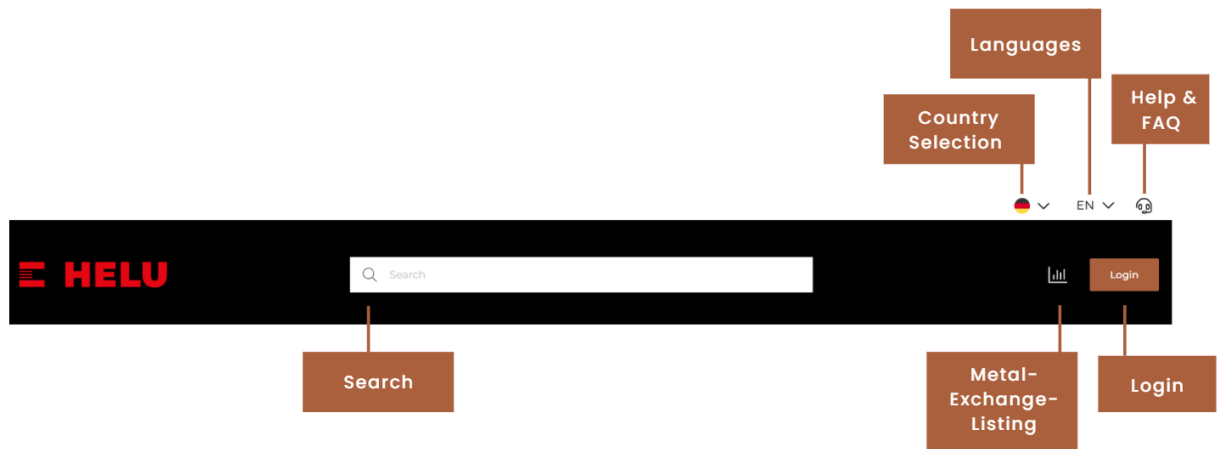 Languages
Help &
FAQ
Country
Selection
EN
HELU
Search
Login
Search
Metal-
Exchange-
Listing
Login